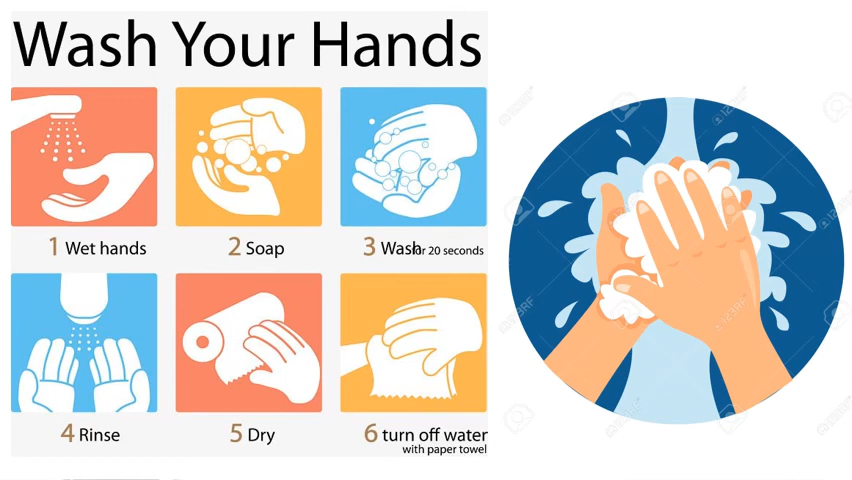 Wash Your Hands
1 Wet hands
2 Soap
3 Wash for 20 seconds
4 Rinse
5 Dry
6 turn off water
with paper towel
123RF